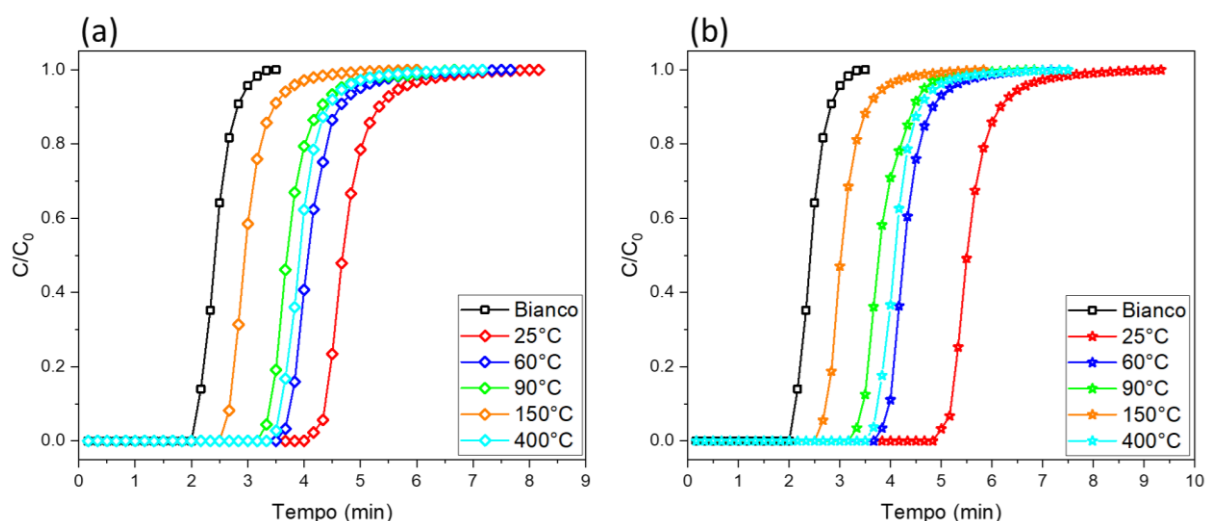 (a)
C/C₀
1.0
0.8
0.6
0.4
0.2
0.0
0 1 2 3 4 5 6 7 8 9
Tempo (min)
Bianco
25°C
60°C
90°C
150°C
400°C
(b)
C/C₀
1.0
0.8
0.6
0.4
0.2
0.0
0 1 2 3 4 5 6 7 8 9 10
Tempo (min)
Bianco
25°C
60°C
90°C
150°C
400°C